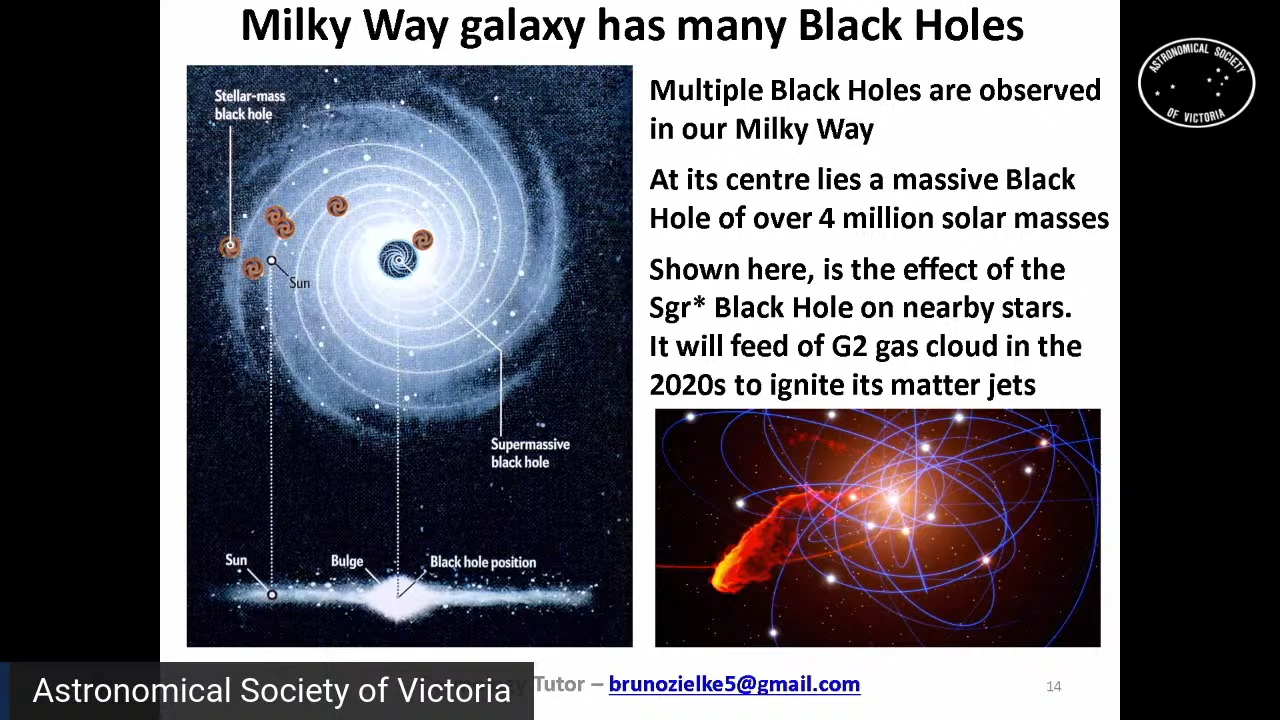 Milky Way galaxy has many Black Holes
Stellar-mass
black hole
Sun
Supermassive
black hole
Sun
Bulge
Black hole position
Multiple Black Holes are observed
in our Milky Way
At its centre lies a massive Black
Hole of over 4 million solar masses
Shown here, is the effect of the
Sgr* Black Hole on nearby stars.
It will feed of G2 gas cloud in the
2020s to ignite its matter jets
ASTRONOMICAL SOCIETY
OF VICTORIA
Astronomical Society of Victoria
Tutor – brunozielke5@gmail.com
14